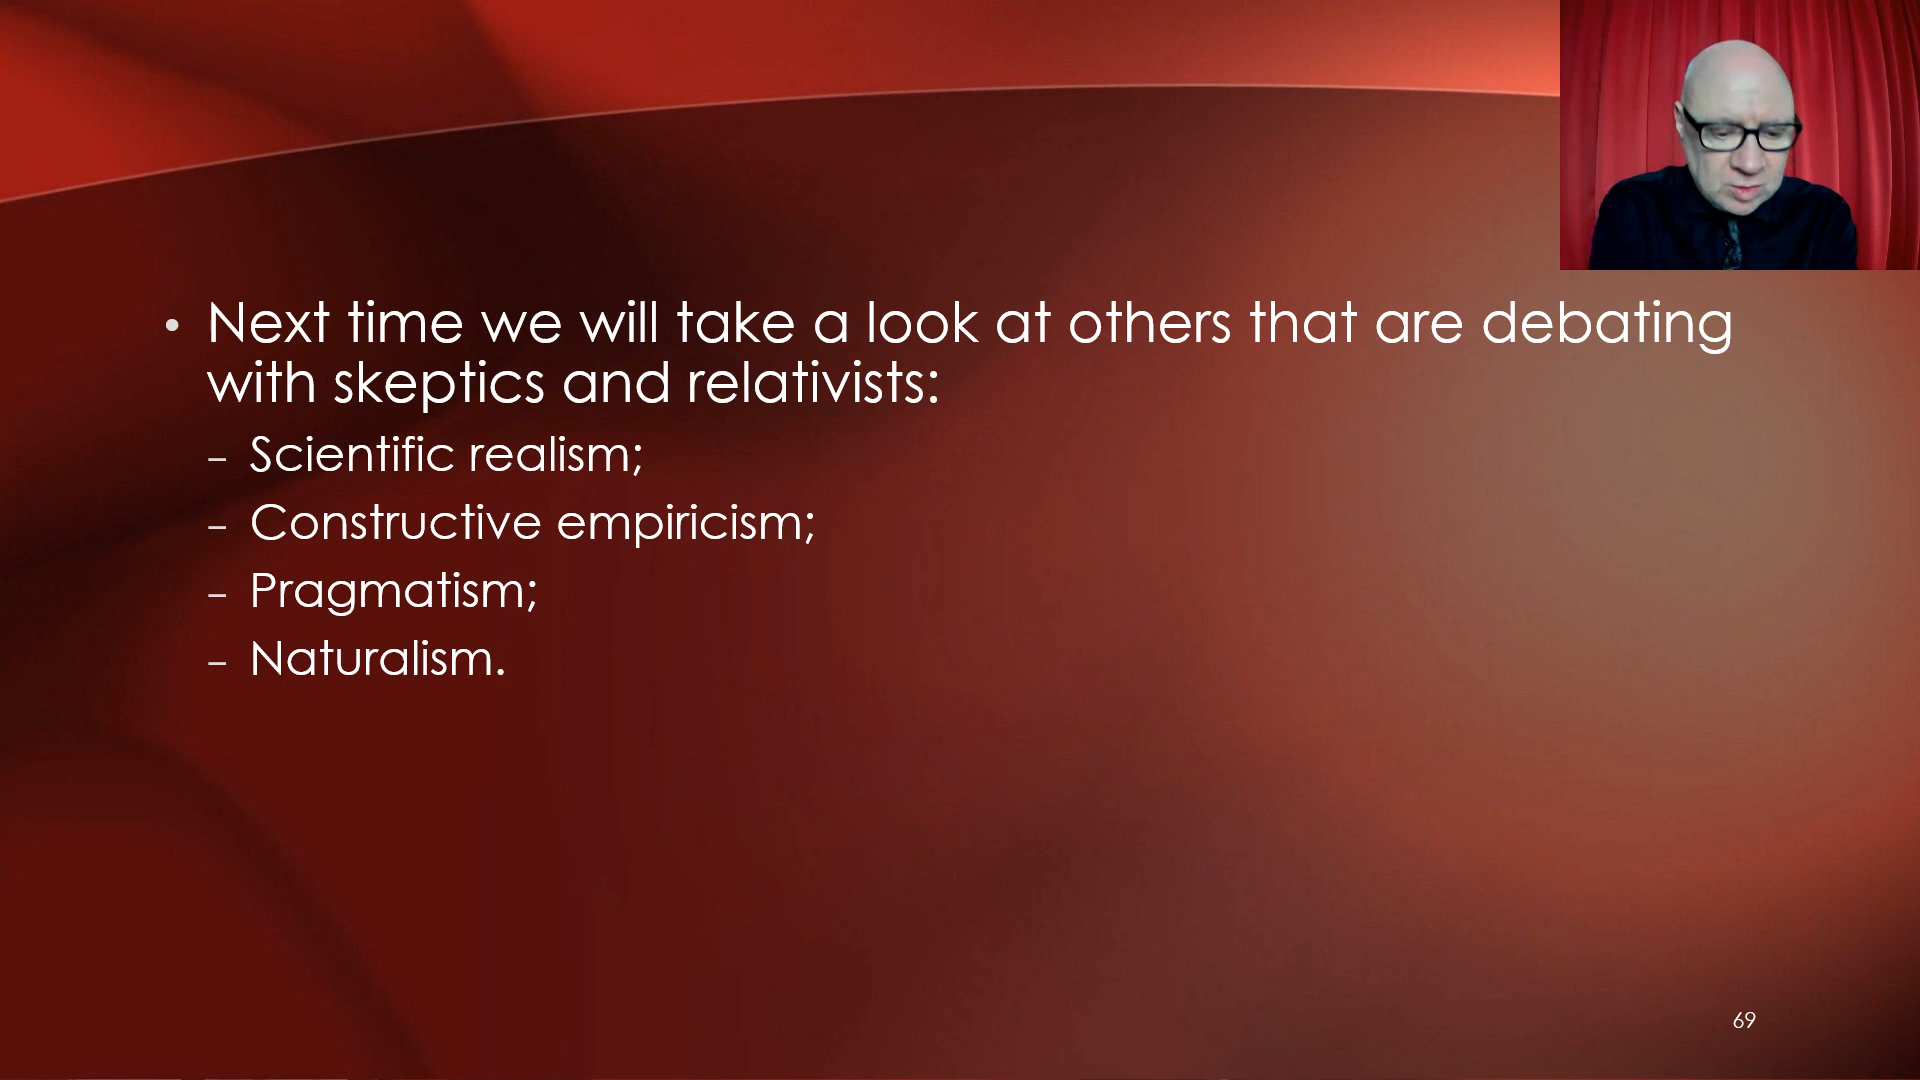 • Next time we will take a look at others that are debating
with skeptics and relativists:
– Scientific realism;
– Constructive empiricism;
– Pragmatism;
– Naturalism.
69